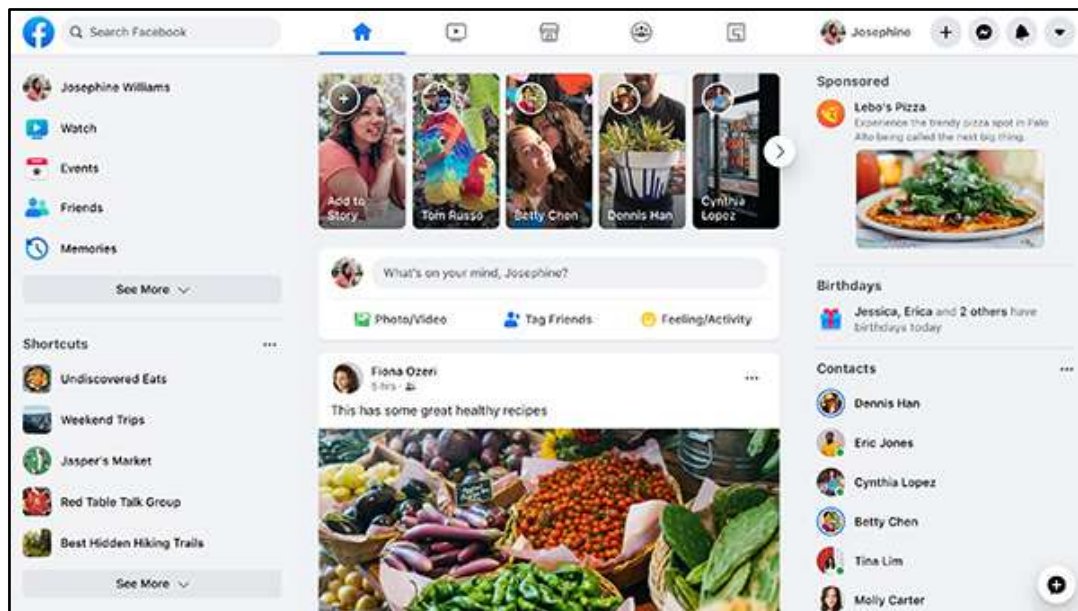 Search Facebook
Josephine
Josephine Williams
Watch
Events
Friends
Memories
See More
Shortcuts
Undiscovered Eats
Weekend Trips
Jasper's Market
Red Table Talk Group
Best Hidden Hiking Trails
See More
Add to
Story
Tom Russo
Betty Chen
Dennis Han
Cynthia
Lopez
What's on your mind, Josephine?
Photo/Video
Tag Friends
Feeling/Activity
Fiona Ozeri
5 hrs ·
This has some great healthy recipes
Sponsored
Lebo's Pizza
Experience the trendy pizza spot in Palo
Alto being called the next big thing.
Birthdays
Jessica, Erica and 2 others have
birthdays today
Contacts
Dennis Han
Eric Jones
Cynthia Lopez
Betty Chen
Tina Lim
Molly Carter